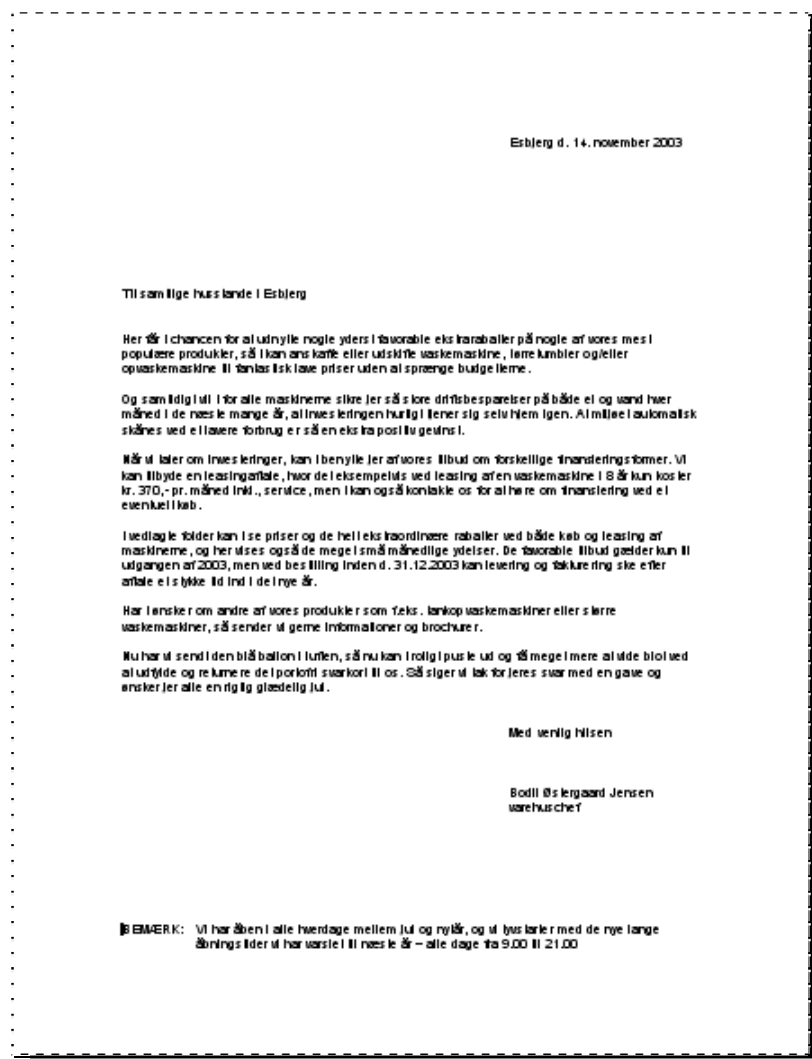 Esbjerg d. 14. november 2003
Til samtlige husstande i Esbjerg
Her får I chancen for at udnytte nogle yderst favorable ekstrarabatter på nogle af vores mest
populære produkter, så I kan anskaffe eller udskifte vaskemaskine, tørretumbler og/eller
opvaskemaskine til fantastisk lave priser uden at sprænge budgetterne.
Og samtidig vil I for alle maskinerne sikre jer så store driftsbesparelser på både el og vand hver
måned i de næste mange år, at investeringen hurtigt tjener sig selv hjem igen. At miljøet automatisk
skånes ved et lavere forbrug er så en ekstra positiv gevinst.
Når vi taler om investeringer, kan I benytte jer af vores tilbud om forskellige finansieringsformer. Vi
kan tilbyde en leasingaftale, hvor det eksempelvis ved leasing af en vaskemaskine i 8 år kun koster
kr. 370,- pr. måned inkl., service, men I kan også kontakte os for at høre om finansiering ved et
eventuelt køb.
I vedlagte folder kan I se priser og de helt ekstraordinære rabatter ved både køb og leasing af
maskinerne, og her vises også de meget små månedlige ydelser. De favorable tilbud gælder kun til
udgangen af 2003, men ved bestilling inden d. 31.12.2003 kan levering og fakturering ske efter
aftale et stykke tid ind i det nye år.
Har I ønsker om andre af vores produkter som f.eks. tankopvaskemaskiner eller større
vaskemaskiner, så sender vi gerne informationer og brochurer.
Nu har vi sendt den blå ballon i luften, så nu kan I roligt puste ud og få meget mere at vide blot ved
at udfylde og returnere det portofri svarkort til os. Så siger vi tak for jeres svar med en gave og
ønsker jer alle en rigtig glædelig jul.
Med venlig hilsen
Bodil Østergaard Jensen
varehuschef
BEMÆRK: Vi har åbent alle hverdage mellem jul og nytår, og vi tyvstarter med de nye lange
åbningstider vi har varslet til næste år – alle dage fra 9.00 til 21.00